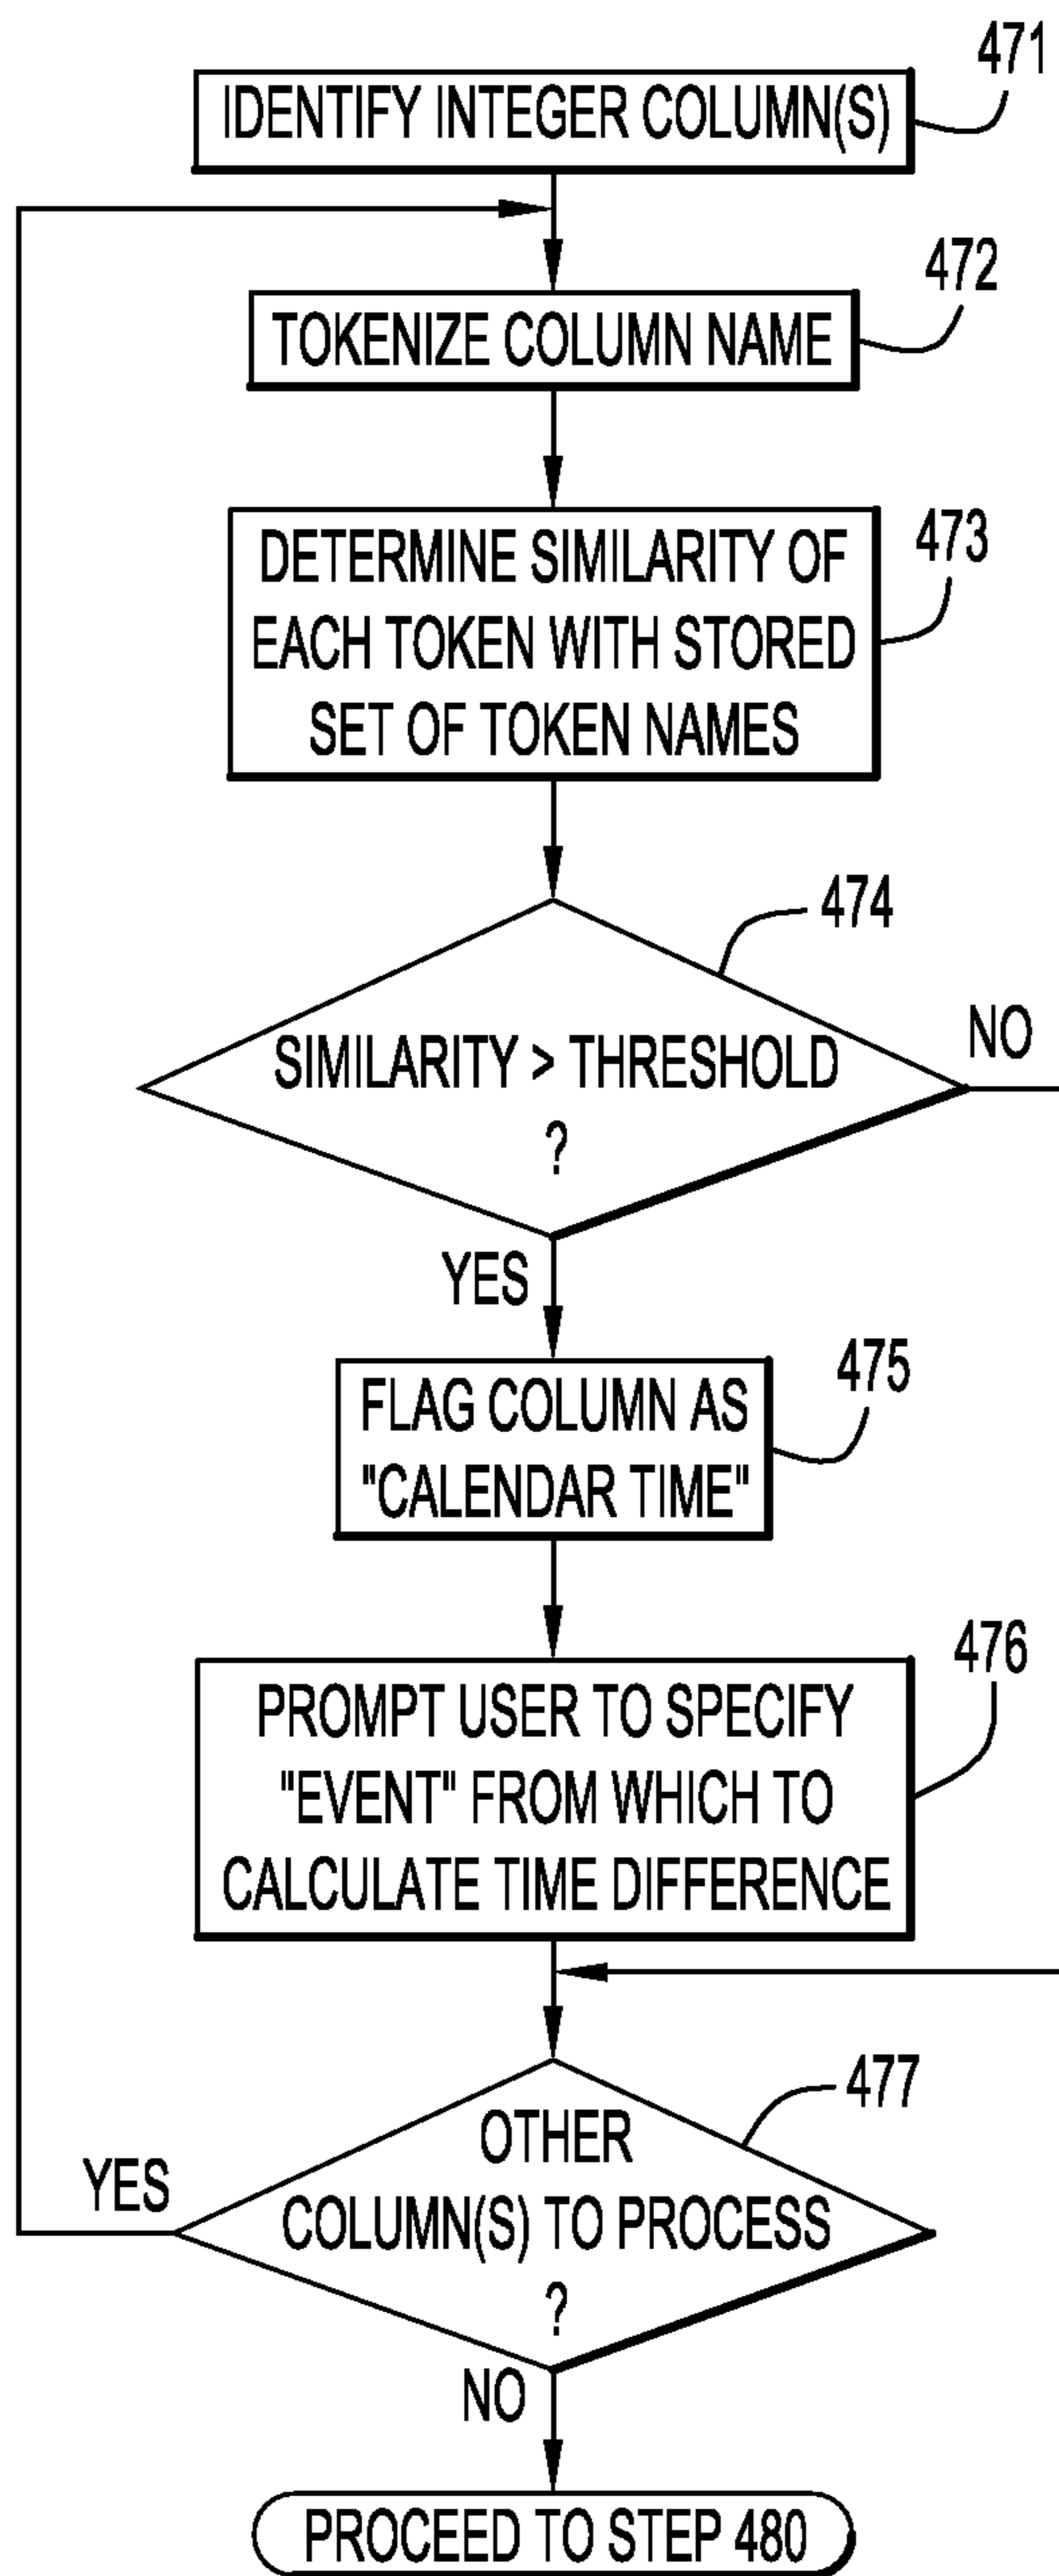 471
IDENTIFY INTEGER COLUMN(S)
472
TOKENIZE COLUMN NAME
473
DETERMINE SIMILARITY OF
EACH TOKEN WITH STORED
SET OF TOKEN NAMES
474
NO
SIMILARITY > THRESHOLD
?
YES
475
FLAG COLUMN AS
"CALENDAR TIME"
476
PROMPT USER TO SPECIFY
"EVENT" FROM WHICH TO
CALCULATE TIME DIFFERENCE
477
OTHER
YES
COLUMN(S) TO PROCESS
?
NO
PROCEED TO STEP 480